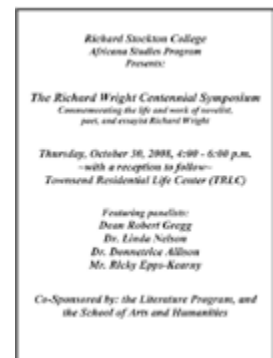 Richard Stockton College
Africana Studies Program
Presents:
The Richard Wright Centennial Symposium
Commemorating the life and work of novelist,
poet, and essayist Richard Wright
Thursday, October 30, 2008, 4:00 - 6:00 p.m.
~with a reception to follow~
Townsend Residential Life Center (TRLC)
Featuring panelists:
Dean Robert Gregg
Dr. Linda Nelson
Dr. Donnetrice Allison
Mr. Ricky Epps-Kearny
Co-Sponsored by: the Literature Program, and
the School of Arts and Humanities